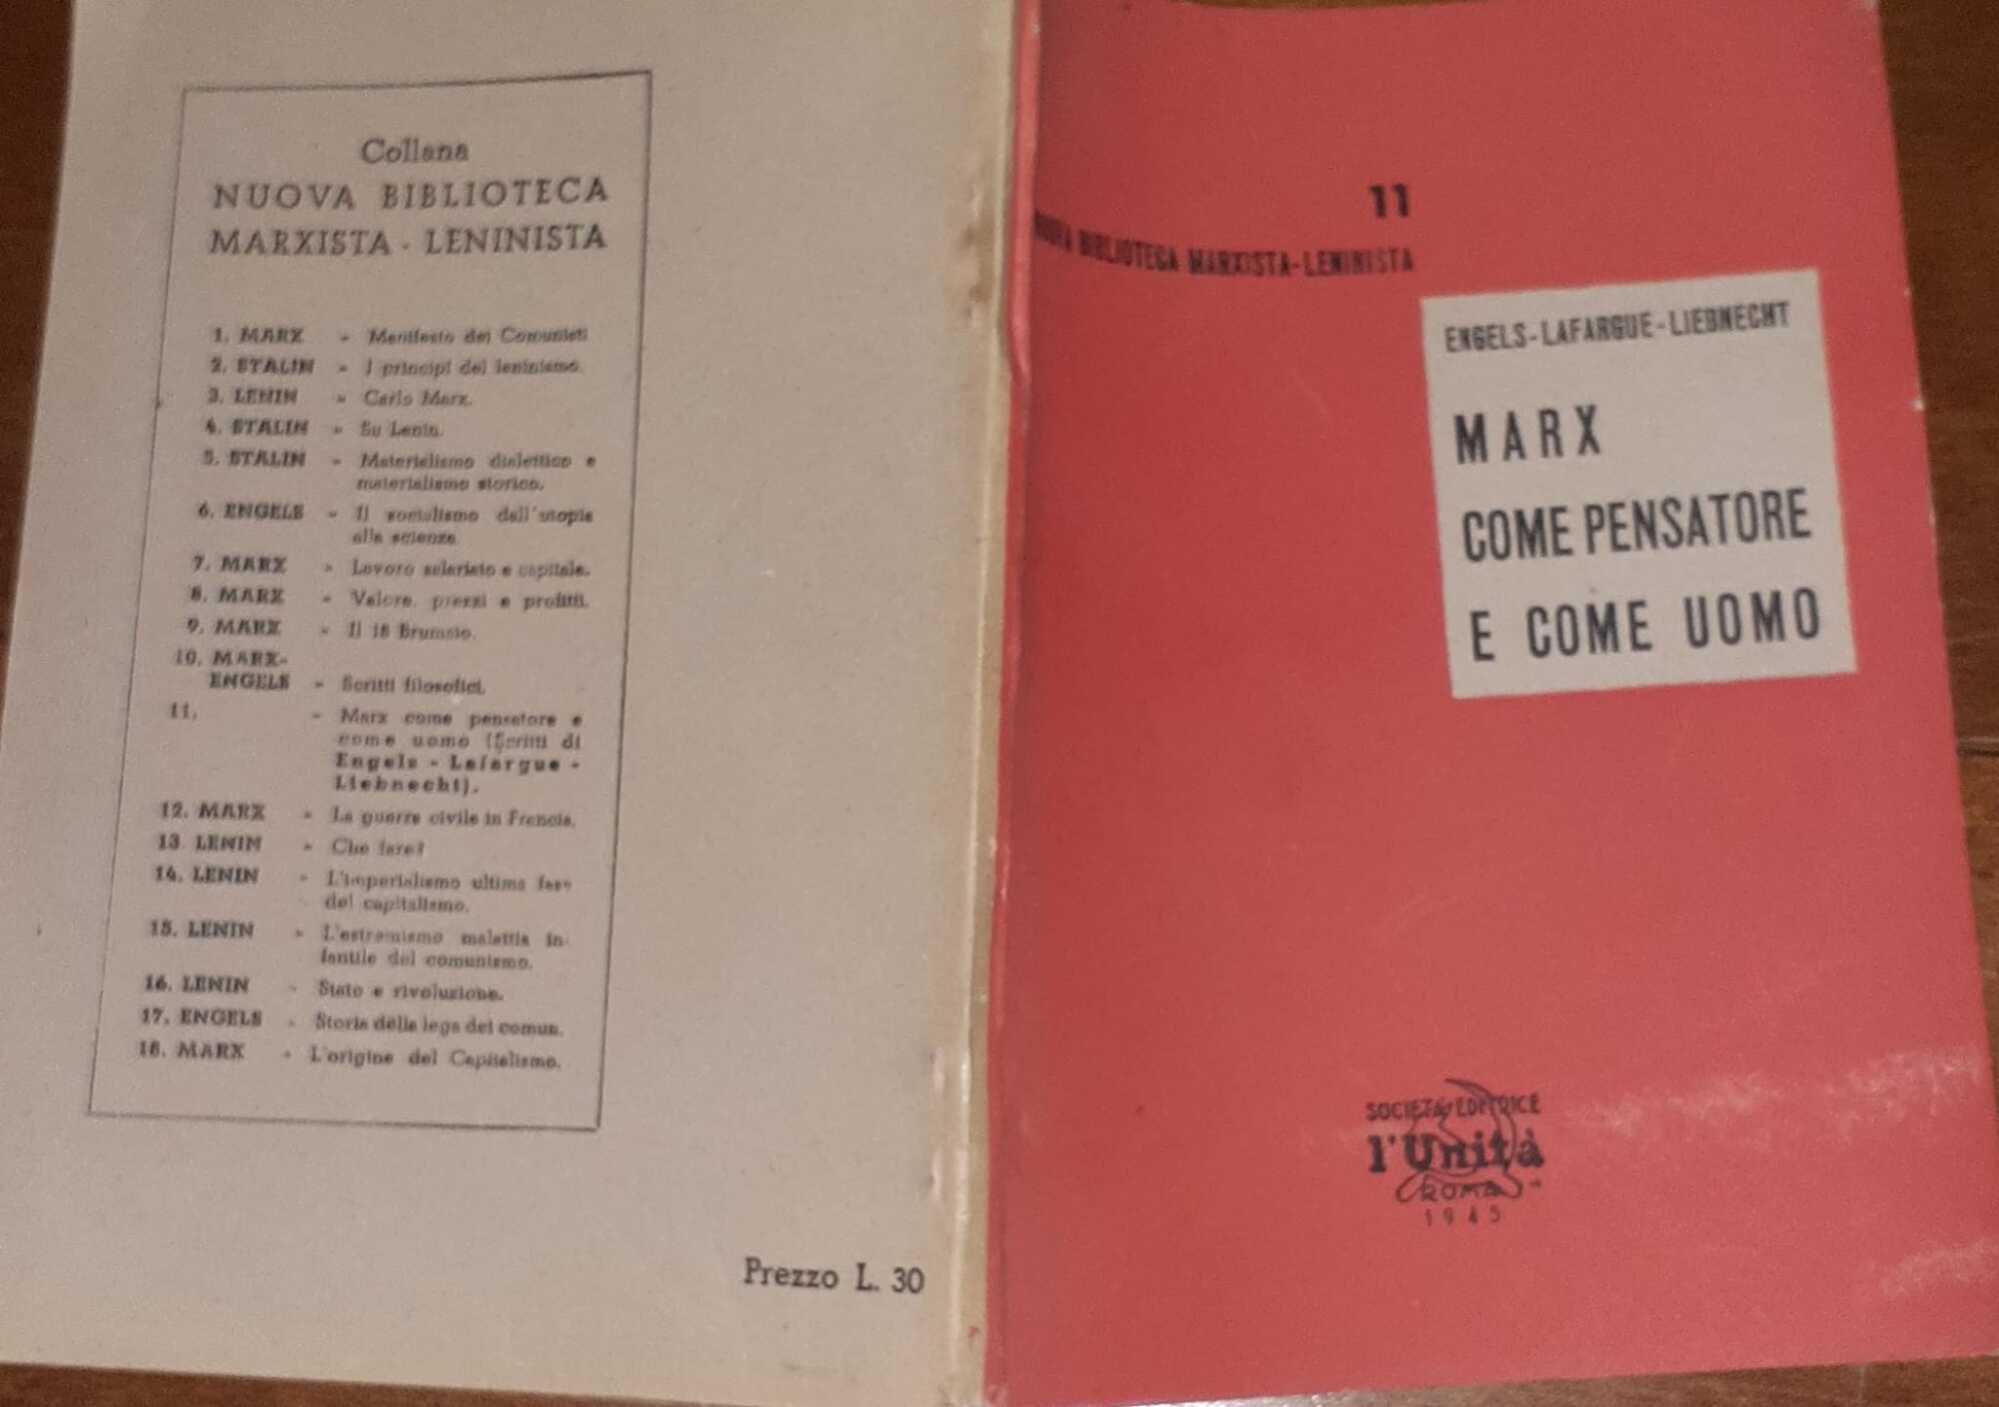 Collana
NUOVA BIBLIOTECA
MARXISTA - LENINISTA
1. MARX - Manifesto dei Comunisti
2. STALIN - I principi del leninismo.
3. LENIN - Carlo Marx.
4. STALIN - Su Lenin.
5. STALIN - Materialismo dialettico e
materialismo storico.
6. ENGELS - Il socialismo dall'utopia
alla scienza.
7. MARX - Lavoro salariato e capitale.
8. MARX - Valore, prezzi e profitti.
9. MARX - Il 18 Brumaio.
10. MARX-
ENGELS - Scritti filosofici.
11. - Marx come pensatore e
come uomo (Scritti di
Engels - Lafargue -
Liebnecht).
12. MARX - La guerra civile in Francia.
13. LENIN - Che fare?
14. LENIN - L'imperialismo ultima fase
del capitalismo.
15. LENIN - L'estremismo malattia in-
fantile del comunismo.
16. LENIN - Stato e rivoluzione.
17. ENGELS - Storia della lega dei comun.
18. MARX - L'origine del Capitalismo.
Prezzo L. 30
11
NUOVA BIBLIOTECA MARXISTA-LENINISTA
ENGELS-LAFARGUE-LIEBNECHT
MARX
COME PENSATORE
E COME UOMO
SOCIETÀ EDITRICE
l'Unità
ROMA
1945